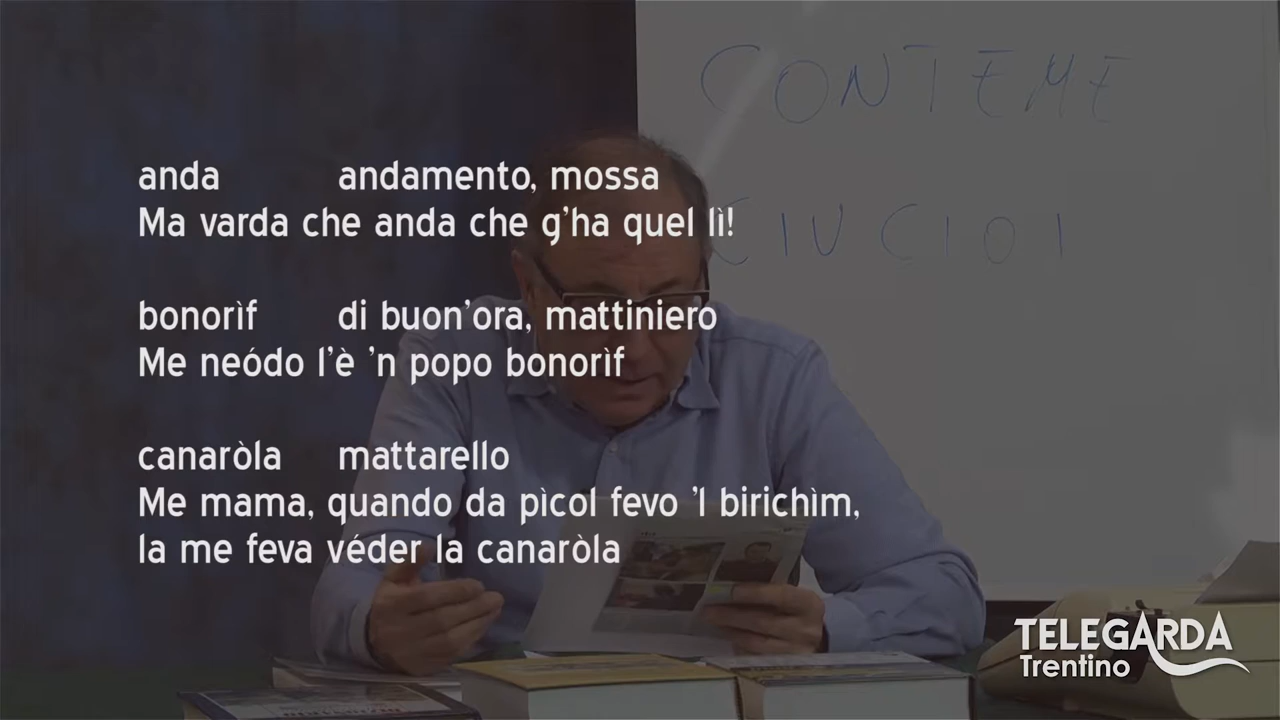 CONTEME
CIUCIOI
anda andamento, mossa
Ma varda che anda che g'ha quel lì!
bonorìf di buon'ora, mattiniero
Me neódo l'è 'n popo bonorìf
canaròla mattarello
Me mama, quando da pìcol fevo 'l birichìm,
la me feva véder la canaròla
TELEGARDA
Trentino